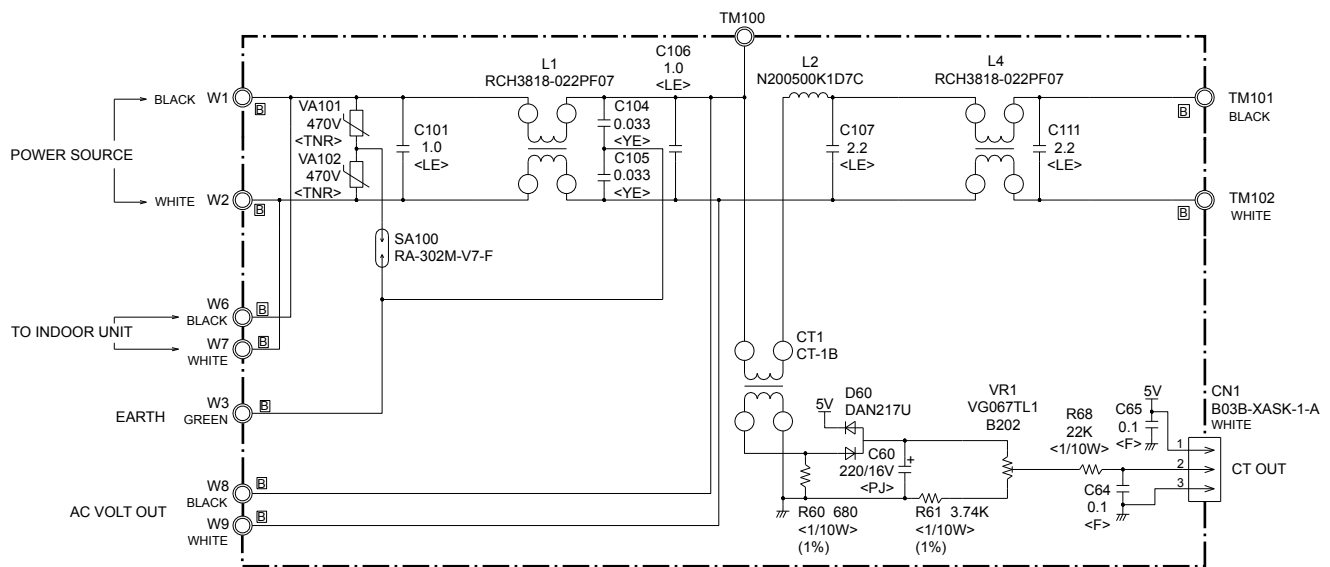 TM100
C106
1.0
<LE>
L1
RCH3818-022PF07
L2
N200500K1D7C
L4
RCH3818-022PF07
BLACK W1
B
VA101
470V
<TNR>
VA102
470V
<TNR>
C101
1.0
<LE>
C104
0.033
<YE>
C105
0.033
<YE>
C107
2.2
<LE>
C111
2.2
<LE>
B
TM101
BLACK
POWER SOURCE
WHITE W2
B
B
TM102
WHITE
SA100
RA-302M-V7-F
W6
BLACK
B
TO INDOOR UNIT
W7
WHITE
B
EARTH
W3
GREEN
B
CT1
CT-1B
D60
DAN217U
5V
VR1
VG067TL1
B202
R68
22K
<1/10W>
5V
C65
0.1
<F>
CN1
B03B-XASK-1-A
WHITE
C60
220/16V
<PJ>
+
1
2
3
CT OUT
C64
0.1
<F>
AC VOLT OUT
W8
BLACK
B
W9
WHITE
B
R60 680
<1/10W>
(1%)
R61 3.74K
<1/10W>
(1%)